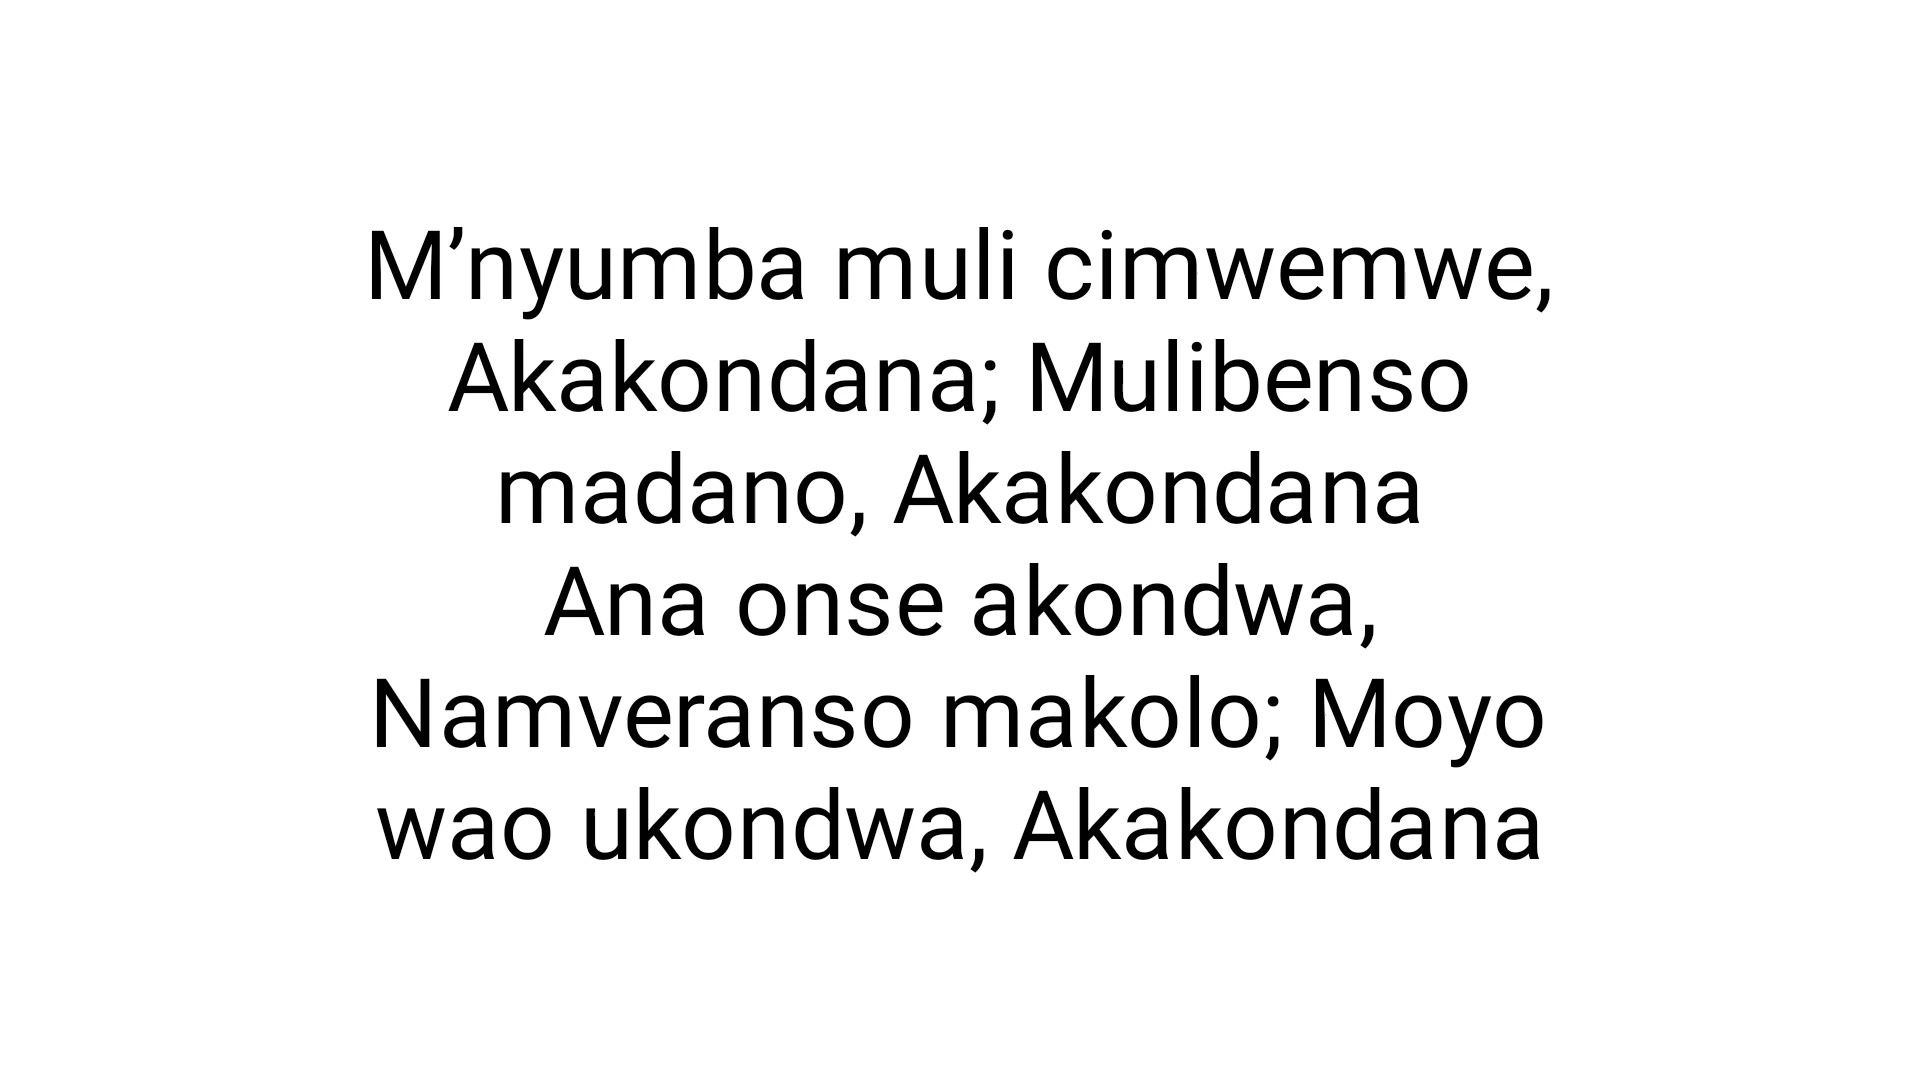 M’nyumba muli cimwemwe,
Akakondana; Mulibenso
madano, Akakondana
Ana onse akondwa,
Namveranso makolo; Moyo
wao ukondwa, Akakondana